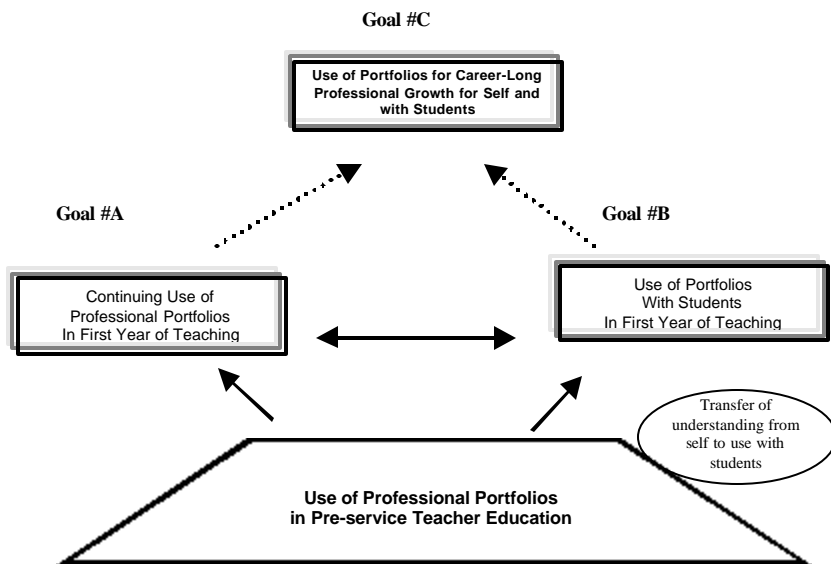 Goal #C
Use of Portfolios for Career-Long
Professional Growth for Self and
with Students
Goal #A
Goal #B
Continuing Use of
Professional Portfolios
In First Year of Teaching
Use of Portfolios
With Students
In First Year of Teaching
Transfer of
understanding from
self to use with
students
Use of Professional Portfolios
in Pre-service Teacher Education